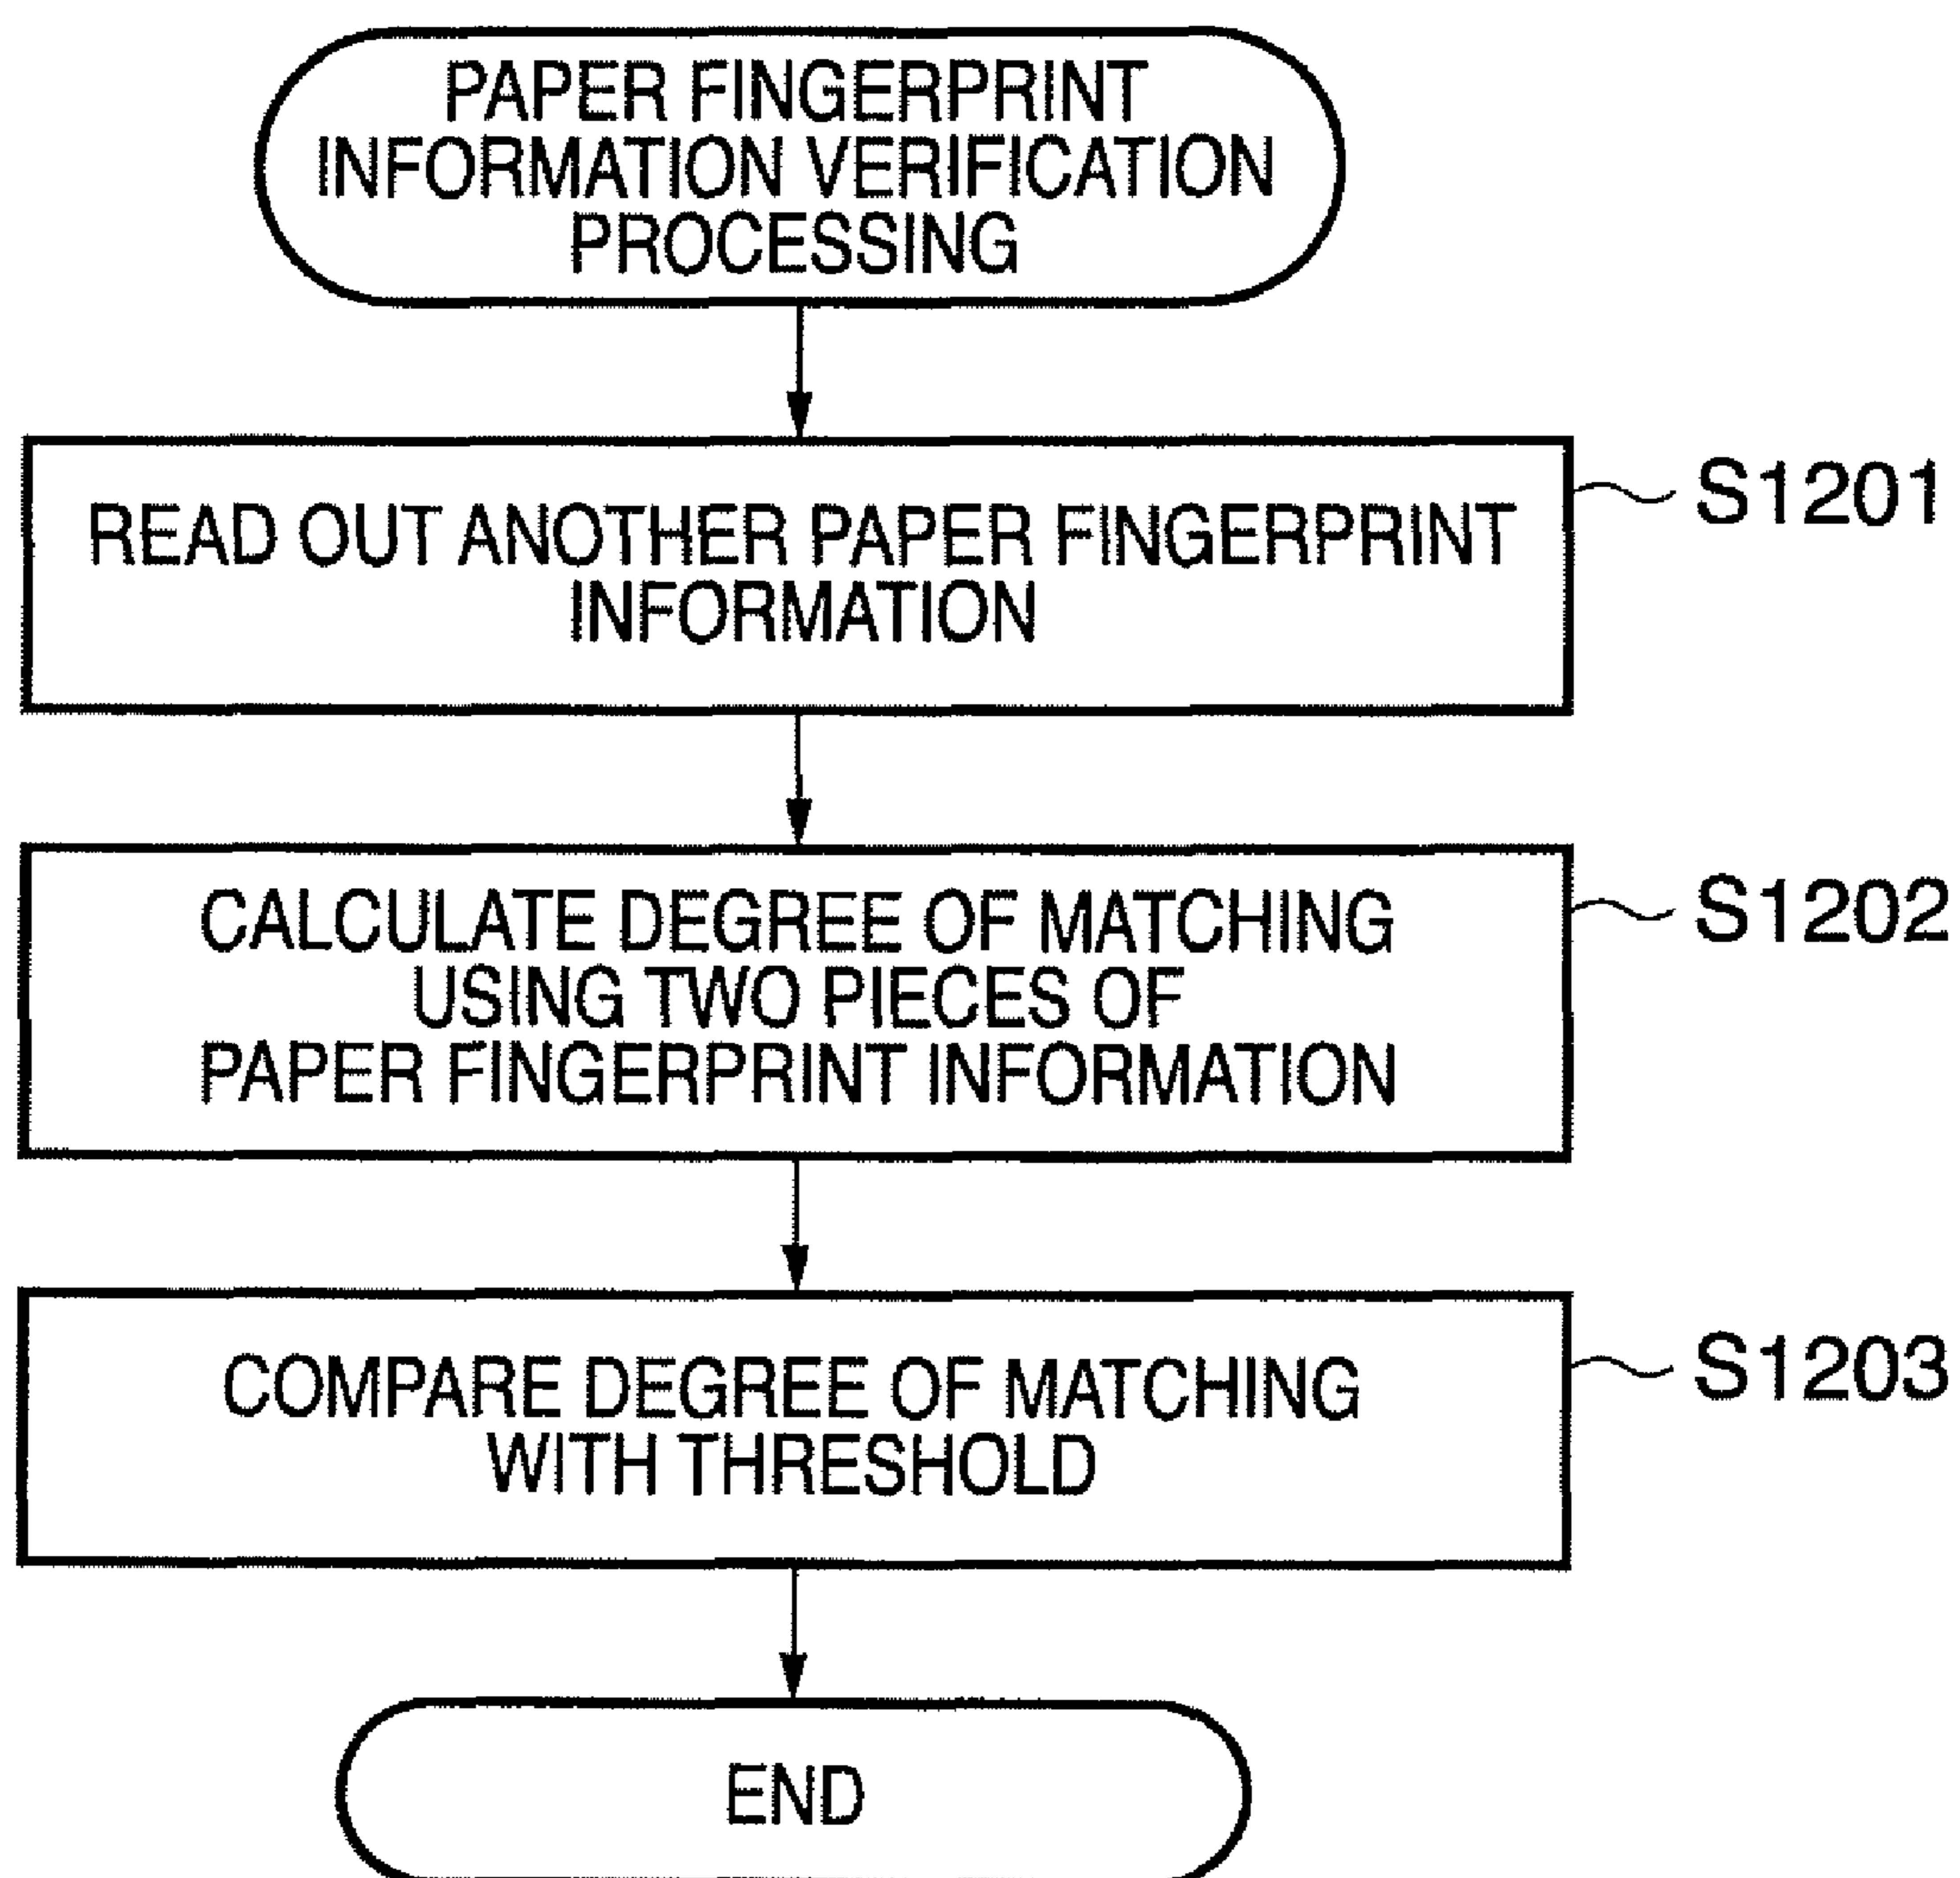 PAPER FINGERPRINT
INFORMATION VERIFICATION
PROCESSING
READ OUT ANOTHER PAPER FINGERPRINT
INFORMATION
S1201
CALCULATE DEGREE OF MATCHING
USING TWO PIECES OF
PAPER FINGERPRINT INFORMATION
S1202
COMPARE DEGREE OF MATCHING
WITH THRESHOLD
S1203
END